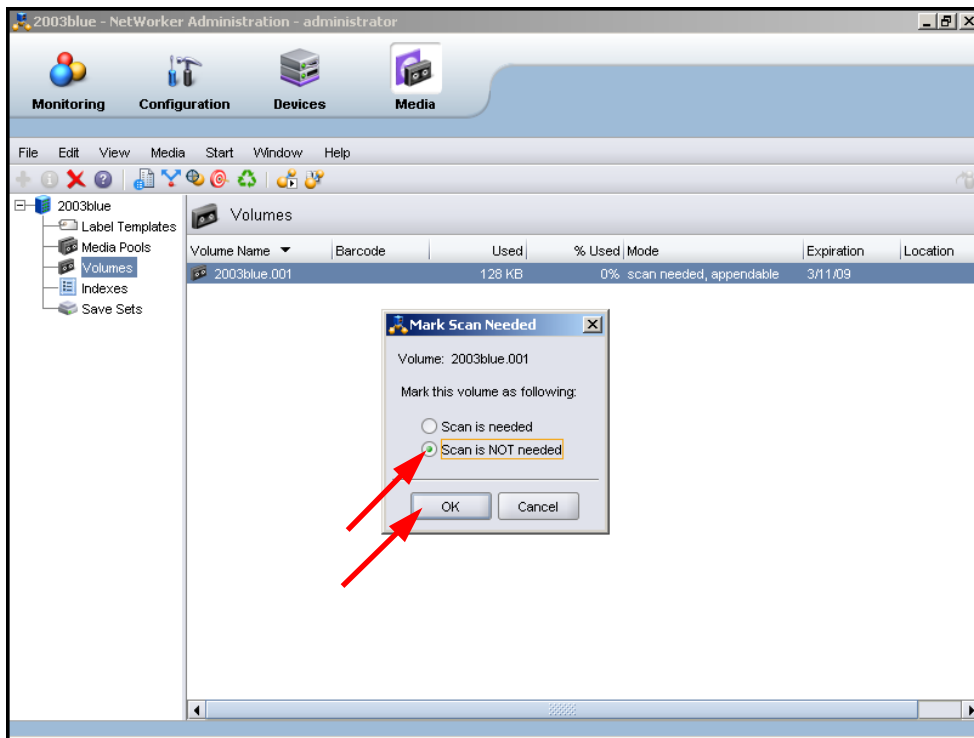 2003blue - NetWorker Administration - administrator
Monitoring Configuration Devices Media
File Edit View Media Start Window Help
2003blue
Label Templates
Media Pools
Volumes
Indexes
Save Sets
Volumes
Volume Name Barcode Used % Used Mode Expiration Location
2003blue.001 128 KB 0% scan needed, appendable 3/11/09
Mark Scan Needed
Volume: 2003blue.001
Mark this volume as following:
Scan is needed
Scan is NOT needed
OK Cancel